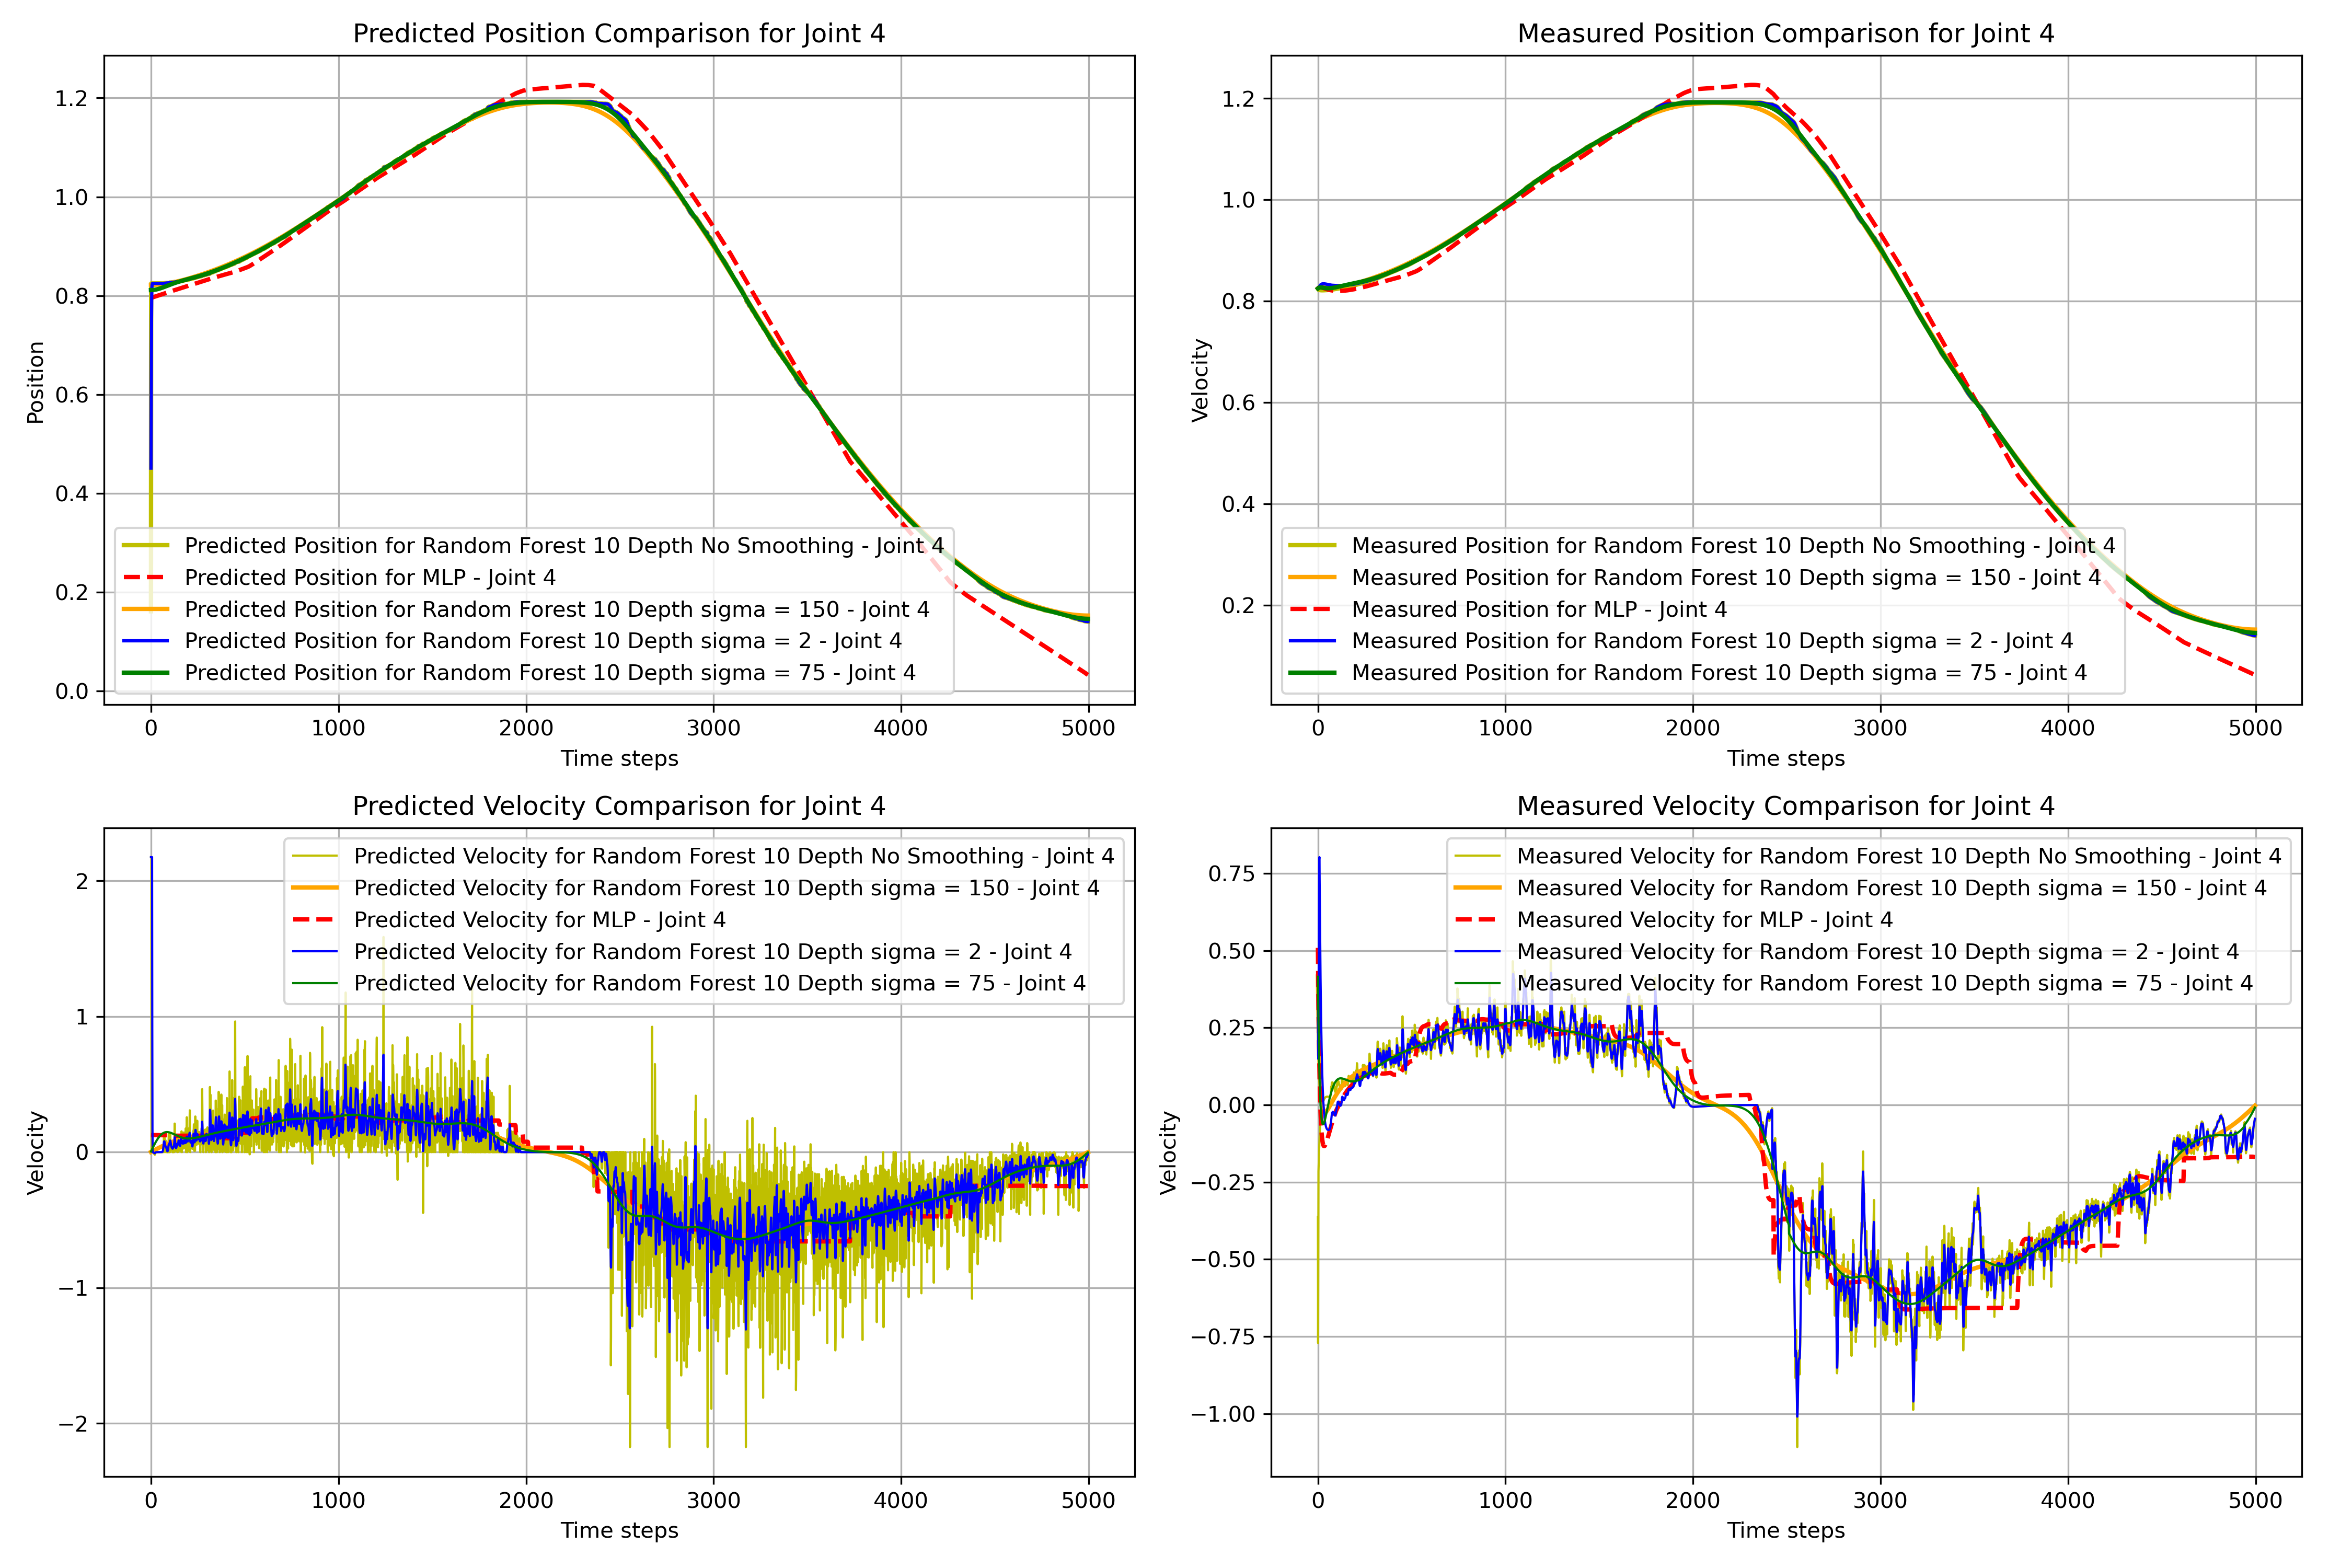 Predicted Position Comparison for Joint 4
Position
1.2
1.0
0.8
0.6
0.4
0.2
0.0
Predicted Position for Random Forest 10 Depth No Smoothing - Joint 4
Predicted Position for MLP - Joint 4
Predicted Position for Random Forest 10 Depth sigma = 150 - Joint 4
Predicted Position for Random Forest 10 Depth sigma = 2 - Joint 4
Predicted Position for Random Forest 10 Depth sigma = 75 - Joint 4
0 1000 2000 3000 4000 5000
Time steps
Measured Position Comparison for Joint 4
Velocity
1.2
1.0
0.8
0.6
0.4
0.2
Measured Position for Random Forest 10 Depth No Smoothing - Joint 4
Measured Position for Random Forest 10 Depth sigma = 150 - Joint 4
Measured Position for MLP - Joint 4
Measured Position for Random Forest 10 Depth sigma = 2 - Joint 4
Measured Position for Random Forest 10 Depth sigma = 75 - Joint 4
0 1000 2000 3000 4000 5000
Time steps
Predicted Velocity Comparison for Joint 4
Velocity
2
1
0
−1
−2
Predicted Velocity for Random Forest 10 Depth No Smoothing - Joint 4
Predicted Velocity for Random Forest 10 Depth sigma = 150 - Joint 4
Predicted Velocity for MLP - Joint 4
Predicted Velocity for Random Forest 10 Depth sigma = 2 - Joint 4
Predicted Velocity for Random Forest 10 Depth sigma = 75 - Joint 4
0 1000 2000 3000 4000 5000
Time steps
Measured Velocity Comparison for Joint 4
Velocity
0.75
0.50
0.25
0.00
−0.25
−0.50
−0.75
−1.00
Measured Velocity for Random Forest 10 Depth No Smoothing - Joint 4
Measured Velocity for Random Forest 10 Depth sigma = 150 - Joint 4
Measured Velocity for MLP - Joint 4
Measured Velocity for Random Forest 10 Depth sigma = 2 - Joint 4
Measured Velocity for Random Forest 10 Depth sigma = 75 - Joint 4
0 1000 2000 3000 4000 5000
Time steps